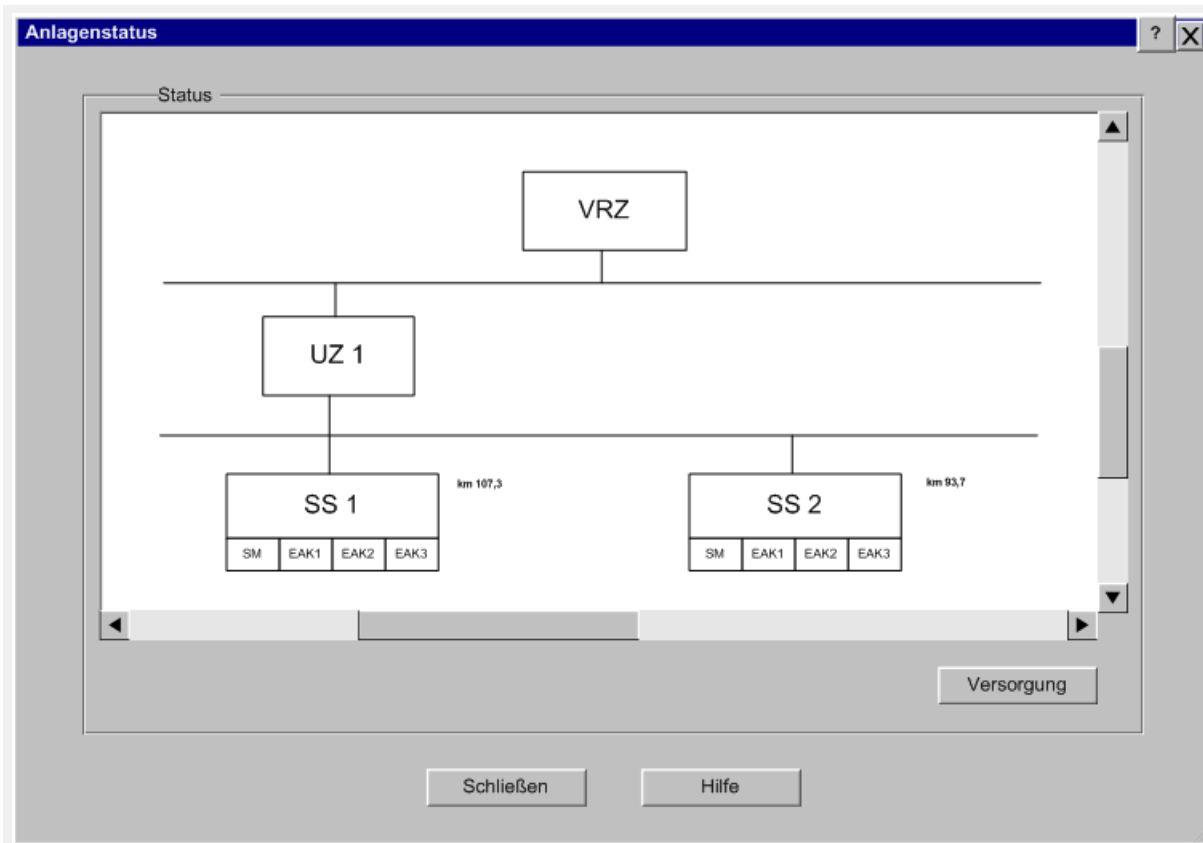 Anlagenstatus ?
Status
VRZ
UZ 1
SS 1 km 107,3 SS 2 km 93,7
SM EAK1 EAK2 EAK3 SM EAK1 EAK2 EAK3
Versorgung
Schließen Hilfe